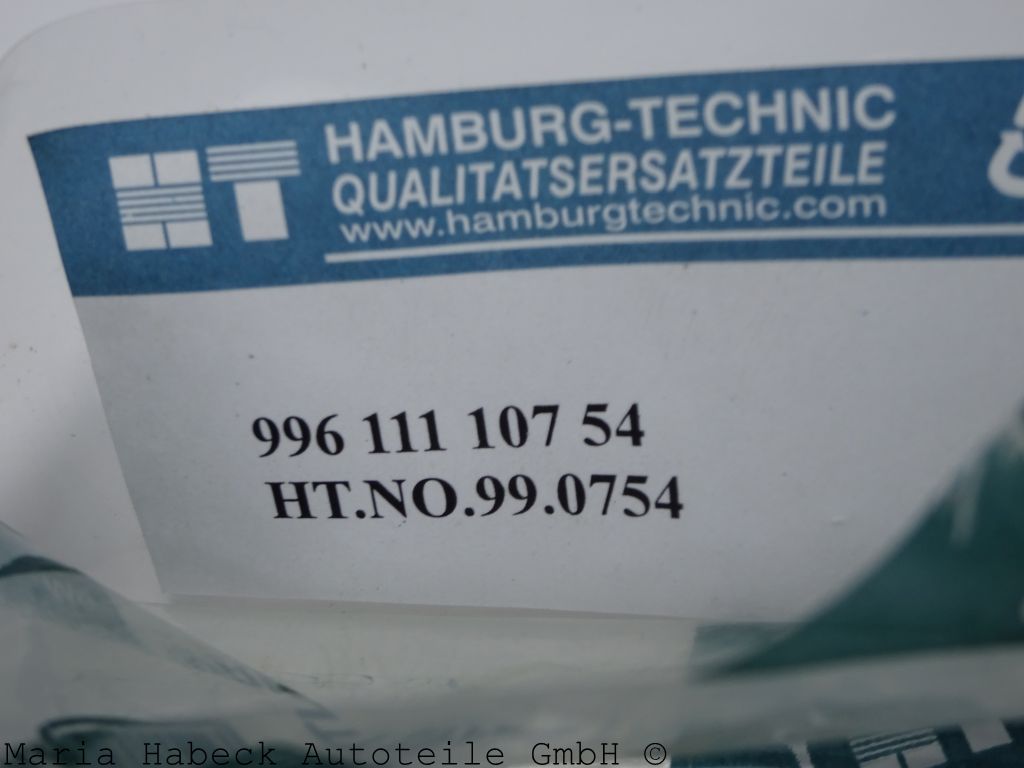 HAMBURG-TECHNIC
QUALITATSERSATZTEILE
www.hamburgtechnic.com
996 111 107 54
HT.NO.99.0754
Maria Habeck Autoteile GmbH ©